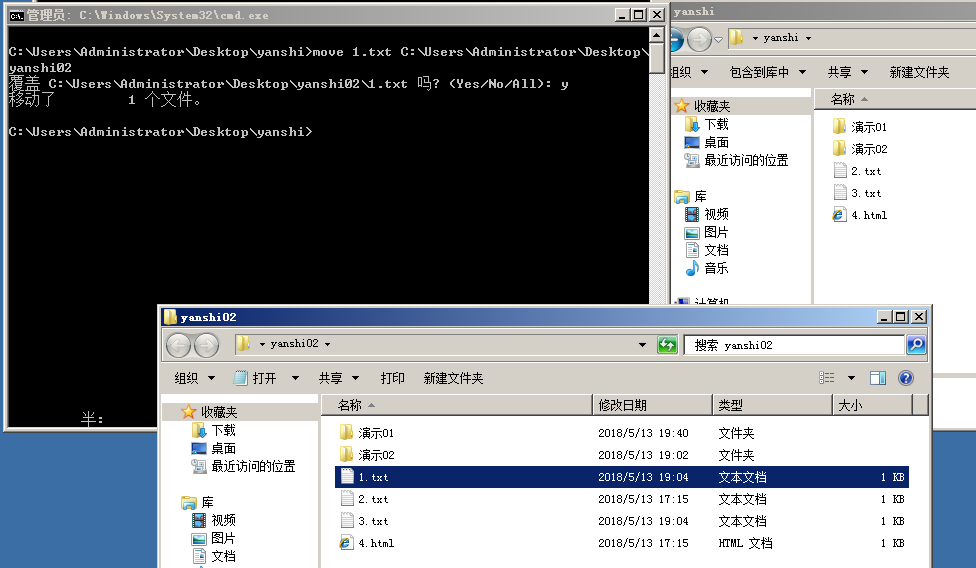 管理员: C:\Windows\System32\cmd.exe
C:\Users\Administrator\Desktop\yanshi>move 1.txt C:\Users\Administrator\Desktop\
yanshi02
覆盖 C:\Users\Administrator\Desktop\yanshi02\1.txt 吗? (Yes/No/All): y
移动了         1 个文件。
C:\Users\Administrator\Desktop\yanshi>
半:
yanshi
yanshi
组织 包含到库中 共享 新建文件夹
收藏夹
下载
桌面
最近访问的位置
库
视频
图片
文档
音乐
计算机
名称
演示01
演示02
2.txt
3.txt
4.html
yanshi02
yanshi02 搜索 yanshi02
组织 打开 共享 打印 新建文件夹
收藏夹
下载
桌面
最近访问的位置
库
视频
图片
文档
名称 修改日期 类型 大小
演示01 2018/5/13 19:40 文件夹
演示02 2018/5/13 19:02 文件夹
1.txt 2018/5/13 19:04 文本文档 1 KB
2.txt 2018/5/13 17:15 文本文档 1 KB
3.txt 2018/5/13 19:04 文本文档 1 KB
4.html 2018/5/13 17:15 HTML 文档 1 KB